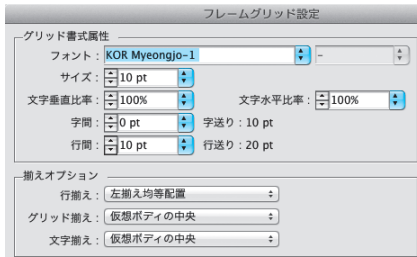 フレームグリッド設定
グリッド書式属性
フォント：KOR Myeongjo-1 -
サイズ：10 pt
文字垂直比率：100% 文字水平比率：100%
字間：0 pt 字送り：10 pt
行間：10 pt 行送り：20 pt
揃えオプション
行揃え：左揃え均等配置
グリッド揃え：仮想ボディの中央
文字揃え：仮想ボディの中央